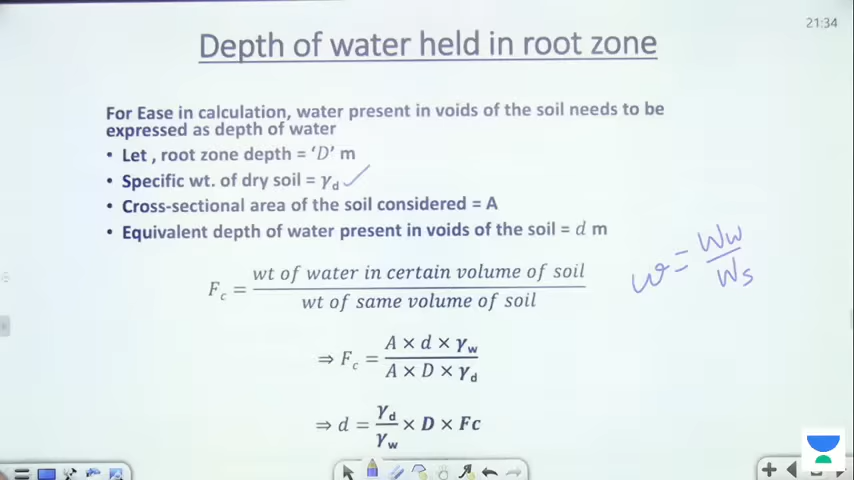 21:34
Depth of water held in root zone
For Ease in calculation, water present in voids of the soil needs to be
expressed as depth of water
• Let , root zone depth = 'D' m
• Specific wt. of dry soil = γd ✓
• Cross-sectional area of the soil considered = A
• Equivalent depth of water present in voids of the soil = d m
Fc = wt of water in certain volume of soil / wt of same volume of soil
w = Ww / Ws
⇒ Fc = A × d × γw / A × D × γd
⇒ d = γd / γw × D × Fc